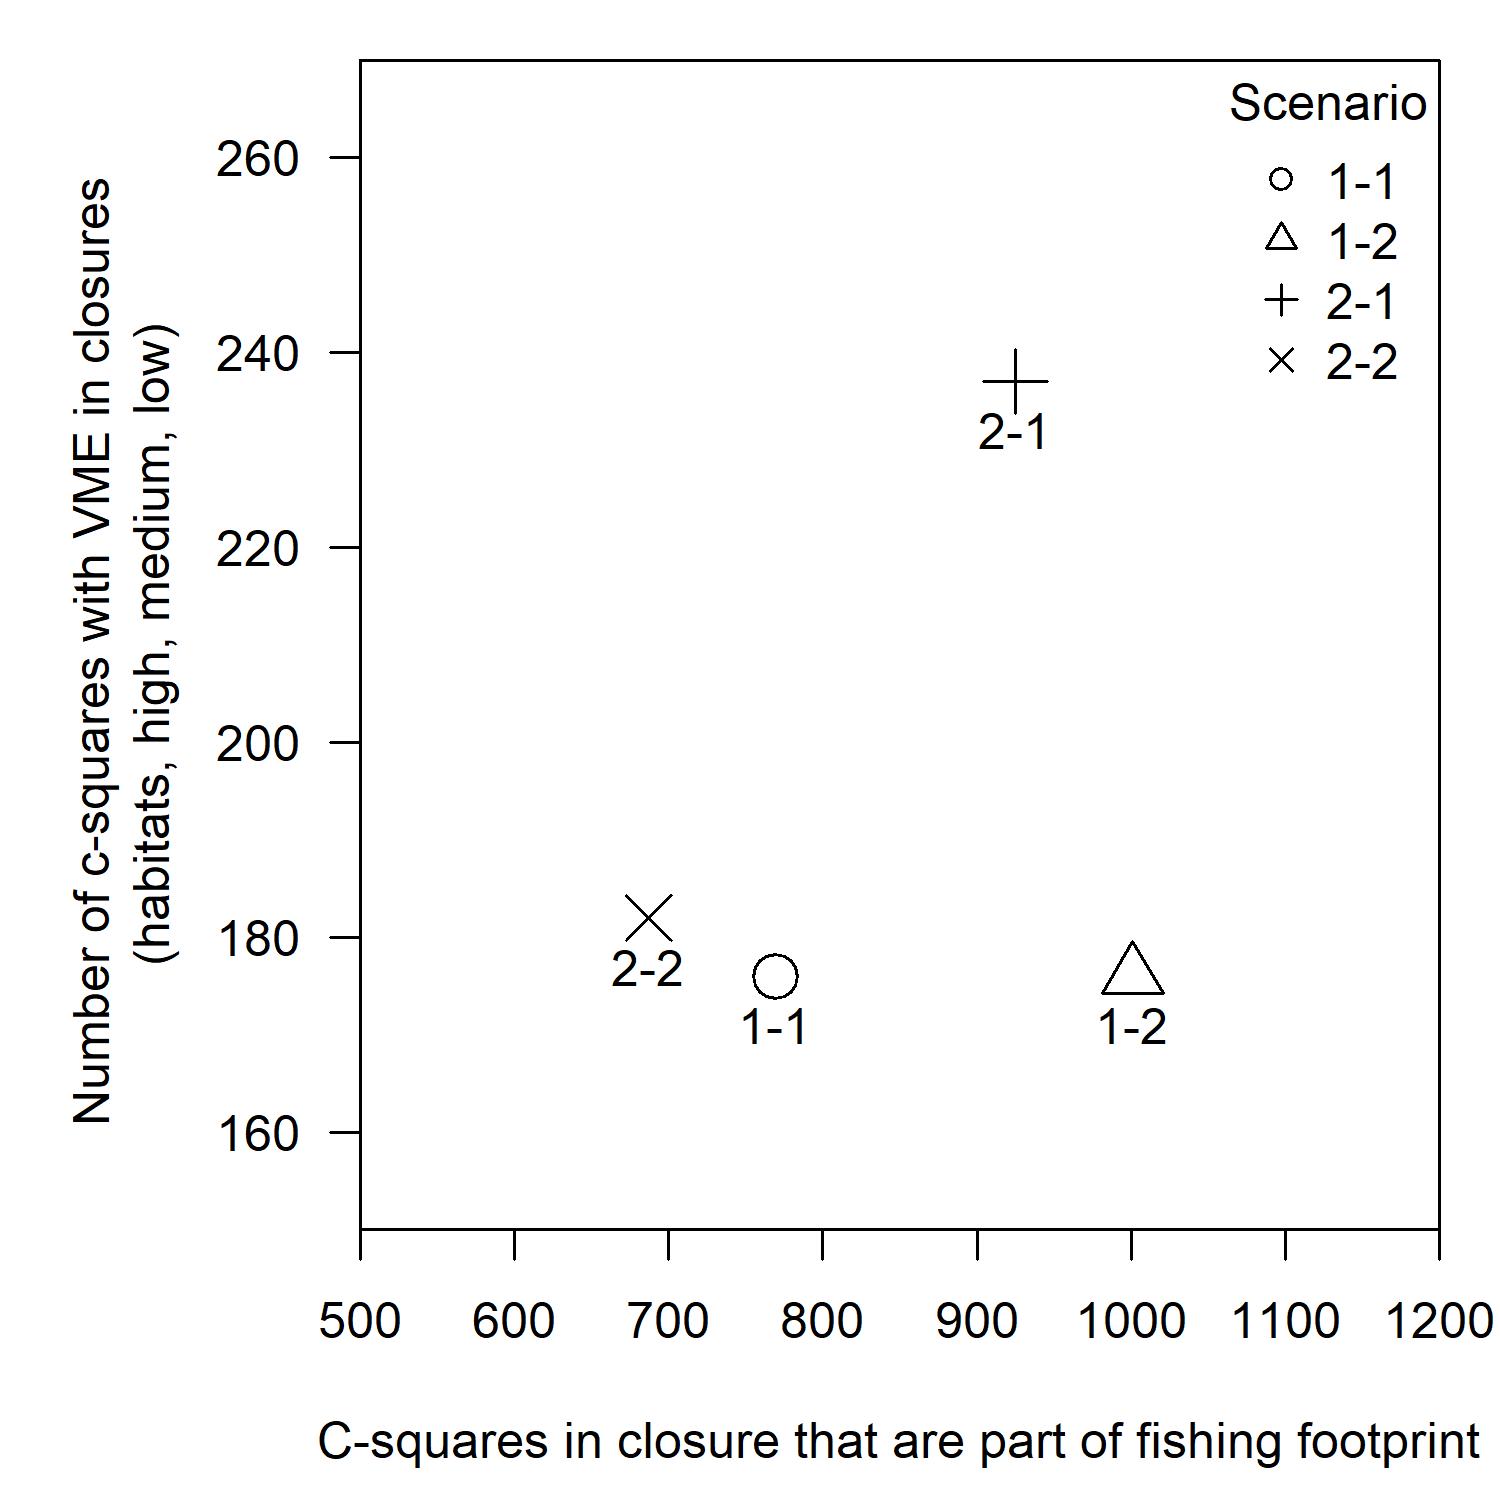 Number of c-squares with VME in closures
(habitats, high, medium, low)
260
240
220
200
180
160
Scenario
1-1
1-2
2-1
2-2
2-1
2-2
1-1
1-2
500 600 700 800 900 1000 1100 1200
C-squares in closure that are part of fishing footprint